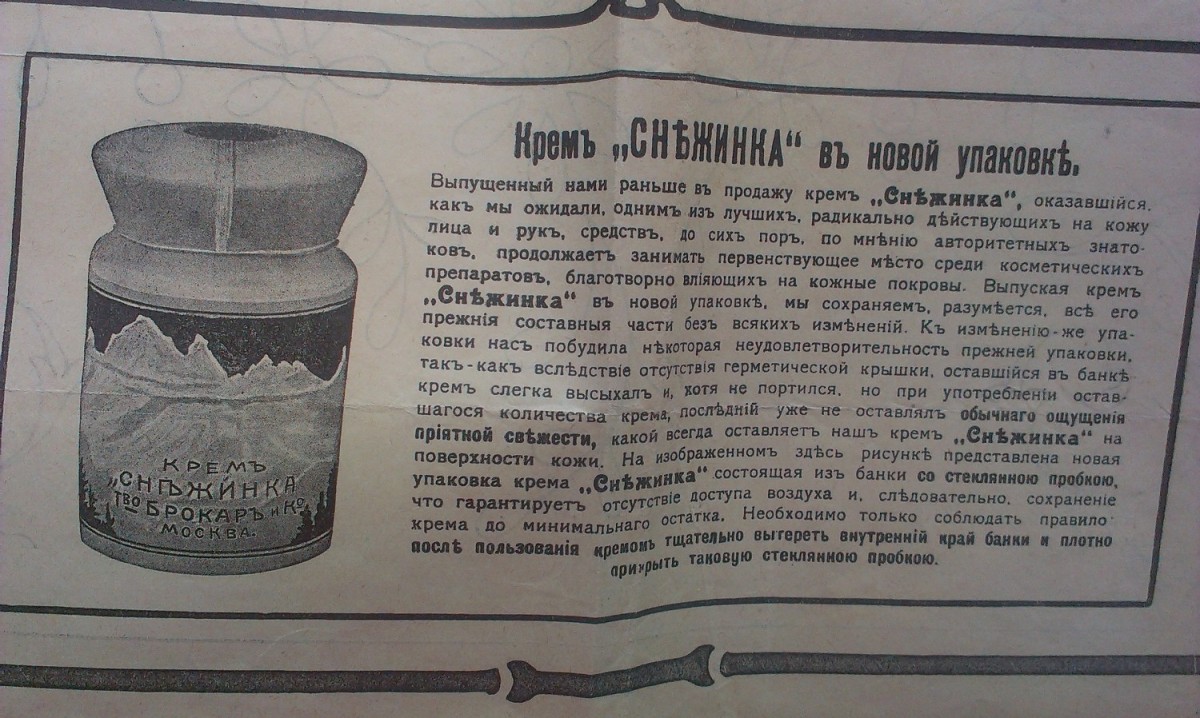 Кремъ „СНѢЖИНКА“ въ новой упаковкѣ.
Выпущенный нами раньше въ продажу кремъ „Снѣжинка“, оказавшійся,
какъ мы ожидали, однимъ изъ лучшихъ, радикально дѣйствующихъ на кожу
лица и рукъ, средствъ, до сихъ поръ, по мнѣнію авторитетныхъ знато-
ковъ, продолжаетъ занимать первенствующее мѣсто среди косметическихъ
препаратовъ, благотворно вліяющихъ на кожные покровы. Выпуская кремъ
„Снѣжинка“ въ новой упаковкѣ, мы сохраняемъ, разумѣется, всѣ его
прежнія составныя части безъ всякихъ измѣненій. Къ измѣненію-же упа-
ковки насъ побудила нѣкоторая неудовлетворительность прежней упаковки,
такъ-какъ вслѣдствіе отсутствія герметической крышки, оставшійся въ банкѣ
кремъ слегка высыхалъ и, хотя не портился, но при употребленіи остав-
шагося количества крема, послѣдній уже не оставлялъ обычнаго ощущенія
пріятной свѣжести, какой всегда оставляетъ нашъ кремъ „Снѣжинка“ на
поверхности кожи. На изображенномъ здѣсь рисункѣ представлена новая
упаковка крема „Снѣжинка“ состоящая изъ банки со стеклянною пробкою,
что гарантируетъ отсутствіе доступа воздуха и, слѣдовательно, сохраненіе
крема до минимальнаго остатка. Необходимо только соблюдать правило:
послѣ пользованія кремомъ тщательно вытереть внутренній край банки и плотно
прикрыть таковую стеклянною пробкою.
КРЕМЪ
„СНѢЖИНКА
Тво БРОКАРЪ и Ко
МОСКВА.